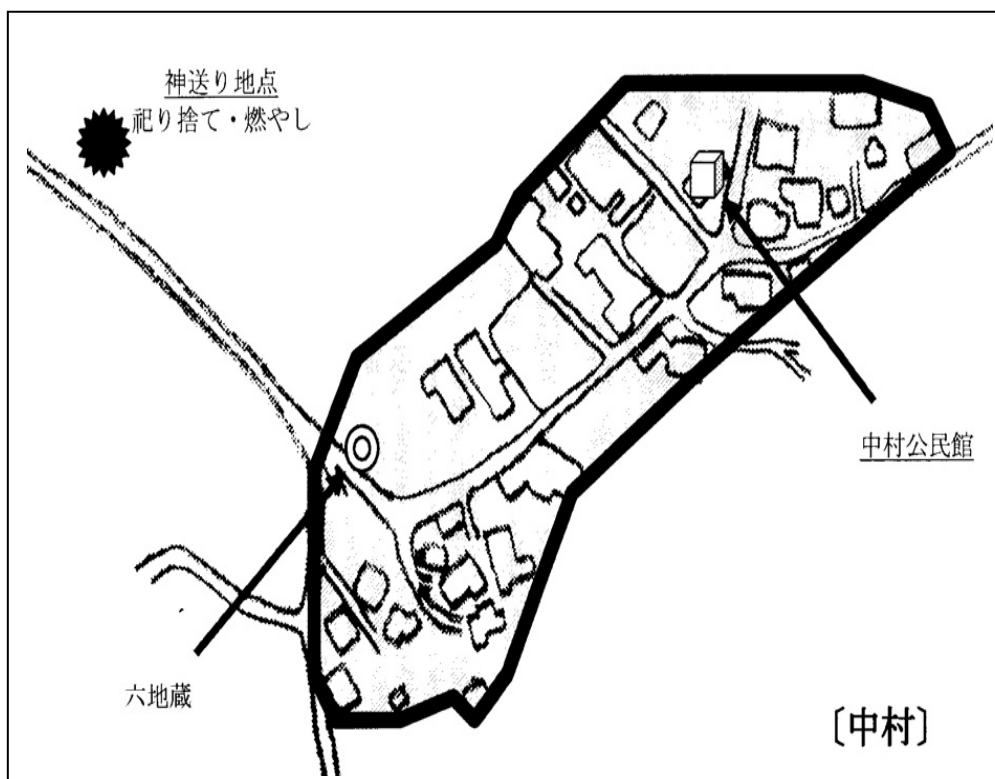 神送り地点
祀り捨て・燃やし
中村公民館
六地蔵
〔中村〕